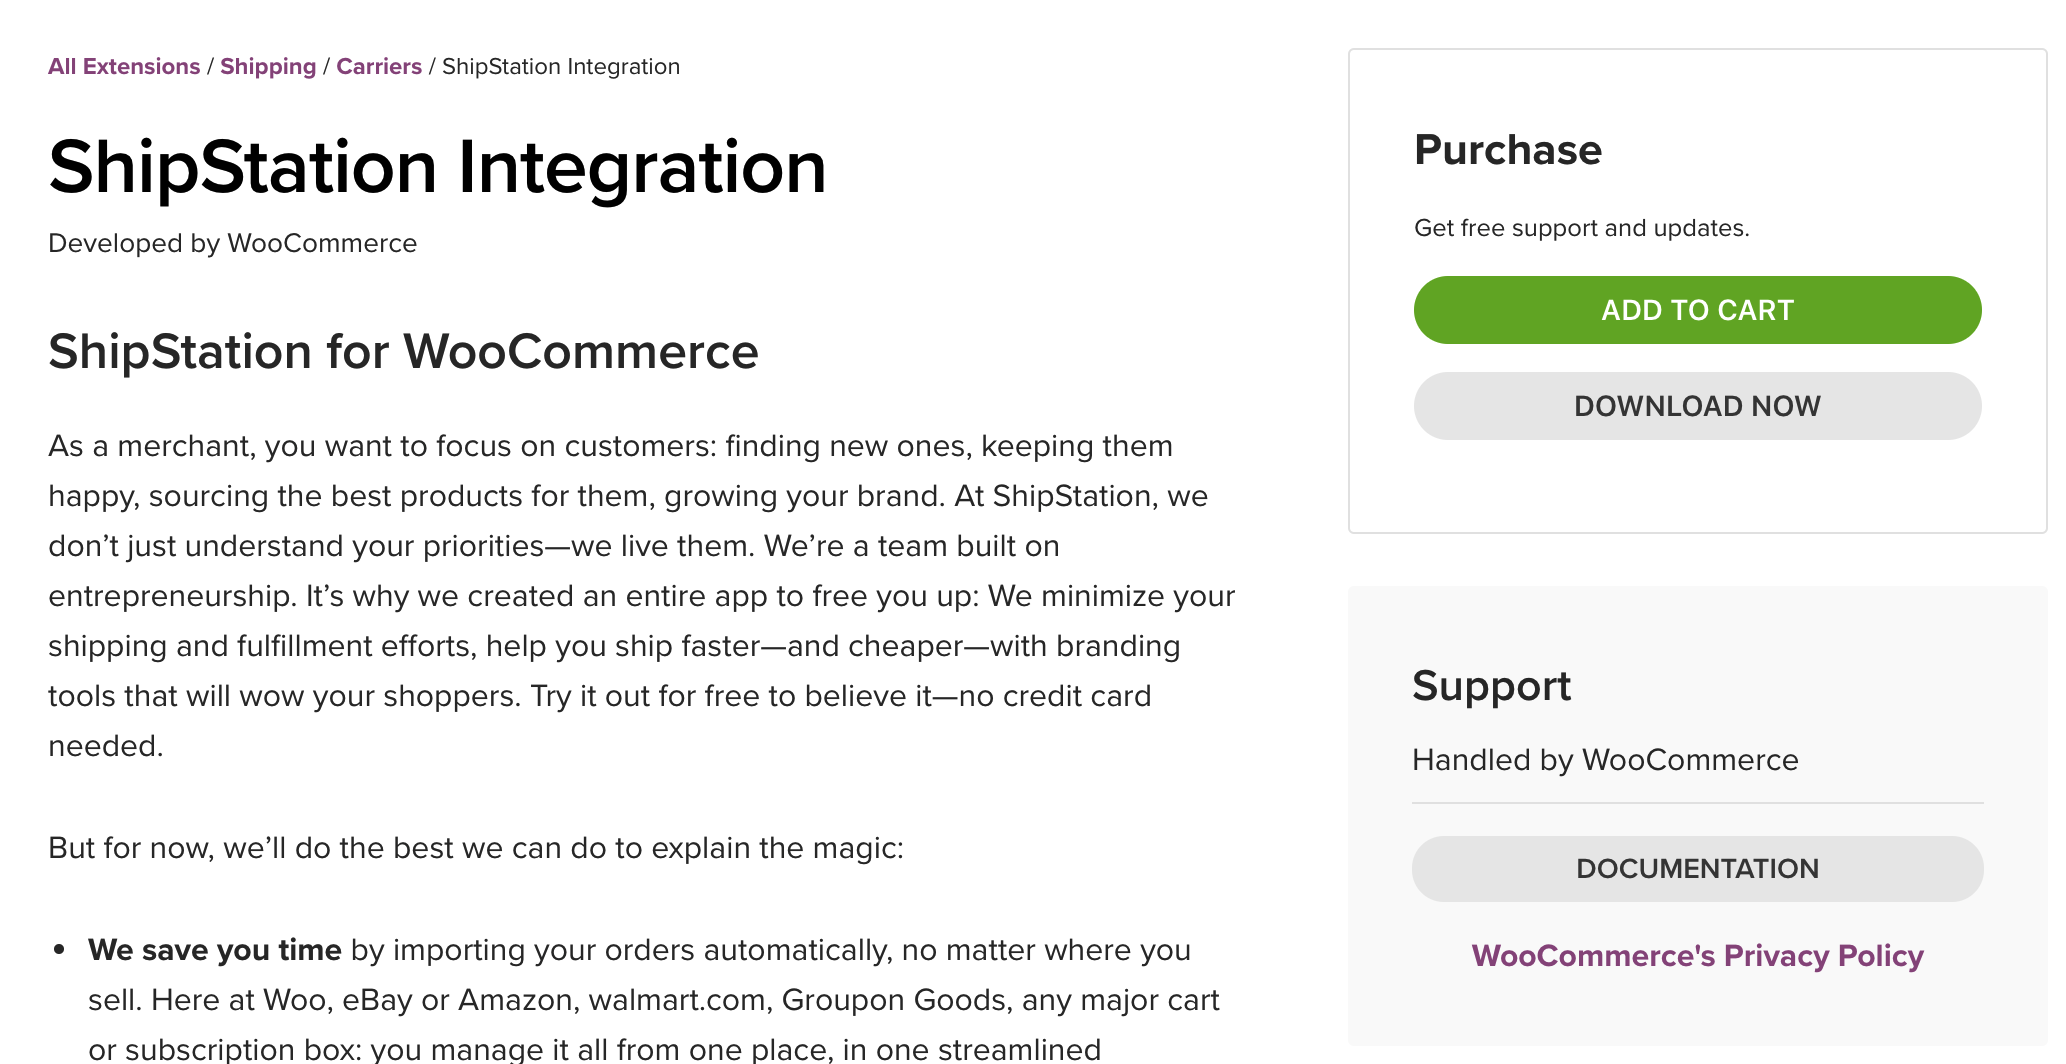 All Extensions / Shipping / Carriers / ShipStation Integration
ShipStation Integration
Developed by WooCommerce
ShipStation for WooCommerce
As a merchant, you want to focus on customers: finding new ones, keeping them
happy, sourcing the best products for them, growing your brand. At ShipStation, we
don’t just understand your priorities—we live them. We’re a team built on
entrepreneurship. It’s why we created an entire app to free you up: We minimize your
shipping and fulfillment efforts, help you ship faster—and cheaper—with branding
tools that will wow your shoppers. Try it out for free to believe it—no credit card
needed.
But for now, we’ll do the best we can do to explain the magic:
• We save you time by importing your orders automatically, no matter where you
sell. Here at Woo, eBay or Amazon, walmart.com, Groupon Goods, any major cart
or subscription box: you manage it all from one place, in one streamlined
Purchase
Get free support and updates.
ADD TO CART
DOWNLOAD NOW
Support
Handled by WooCommerce
DOCUMENTATION
WooCommerce's Privacy Policy